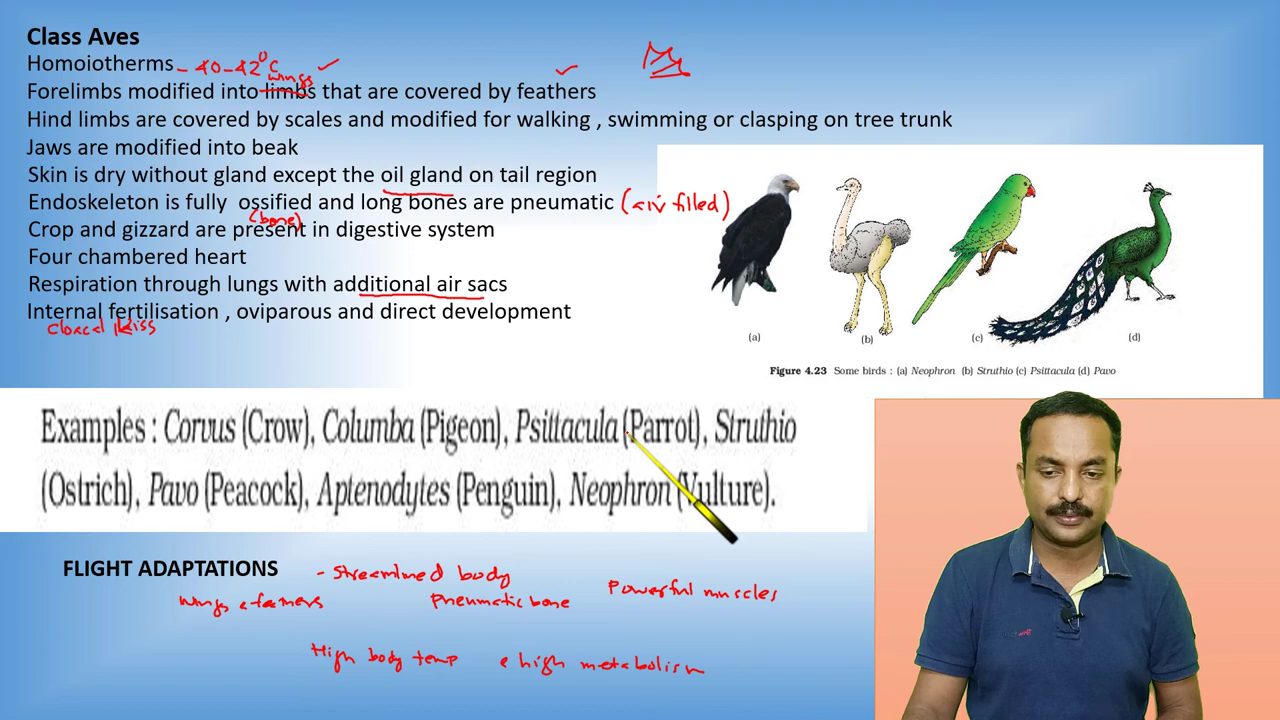 Class Aves
Homoiotherms - 40-42°C
wings
Forelimbs modified into limbs that are covered by feathers
Hind limbs are covered by scales and modified for walking , swimming or clasping on tree trunk
Jaws are modified into beak
Skin is dry without gland except the oil gland on tail region
Endoskeleton is fully ossified and long bones are pneumatic (air filled)
(bone)
Crop and gizzard are present in digestive system
Four chambered heart
Respiration through lungs with additional air sacs
Internal fertilisation , oviparous and direct development
cloacal kiss
(a)
(b)
(c)
(d)
Figure 4.23 Some birds : (a) Neophron (b) Struthio (c) Psittacula (d) Pavo
Examples : Corvus (Crow), Columba (Pigeon), Psittacula (Parrot), Struthio
(Ostrich), Pavo (Peacock), Aptenodytes (Penguin), Neophron (Vulture).
FLIGHT ADAPTATIONS
- Streamlined body
Powerful muscles
Wings & feathers
Pneumatic bone
High body temp & high metabolism